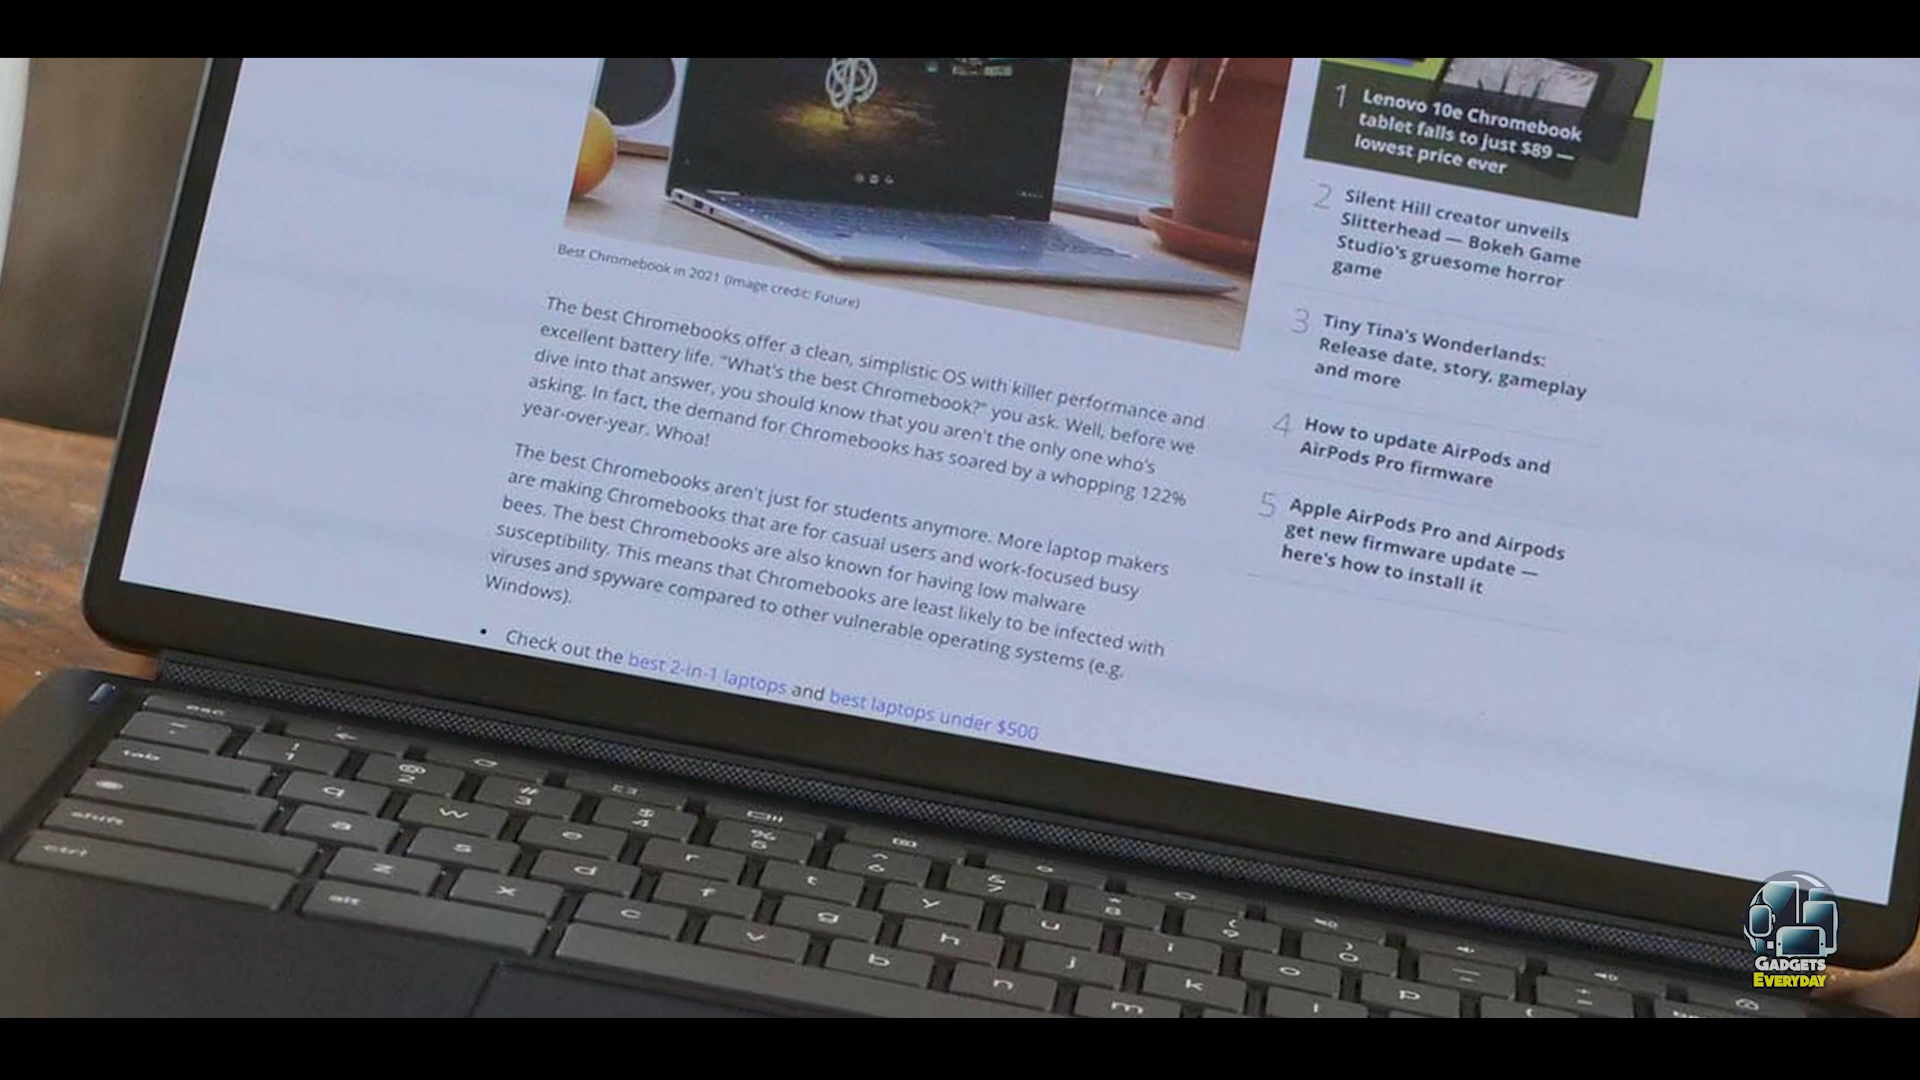 Best Chromebook in 2021 (Image credit: Future)
The best Chromebooks offer a clean, simplistic OS with killer performance and
excellent battery life. "What's the best Chromebook?" you ask. Well, before we
dive into that answer, you should know that you aren't the only one who's
asking. In fact, the demand for Chromebooks has soared by a whopping 122%
year-over-year. Whoa!
The best Chromebooks aren't just for students anymore. More laptop makers
are making Chromebooks that are for casual users and work-focused busy
bees. The best Chromebooks are also known for having low malware
susceptibility. This means that Chromebooks are least likely to be infected with
viruses and spyware compared to other vulnerable operating systems (e.g.
Windows).
• Check out the best 2-in-1 laptops and best laptops under $500
1 Lenovo 10e Chromebook
tablet falls to just $89 —
lowest price ever
2 Silent Hill creator unveils
Slitterhead — Bokeh Game
Studio's gruesome horror
game
3 Tiny Tina's Wonderlands:
Release date, story, gameplay
and more
4 How to update AirPods and
AirPods Pro firmware
5 Apple AirPods Pro and Airpods
get new firmware update —
here's how to install it
esc
! 1 @ 2 # 3 $ 4 % 5 ^ 6 & 7 * 8
tab q w e r t y u i o p
a s d f g h j k l
shift z x c v b n m
ctrl alt
GADGETS
EVERYDAY